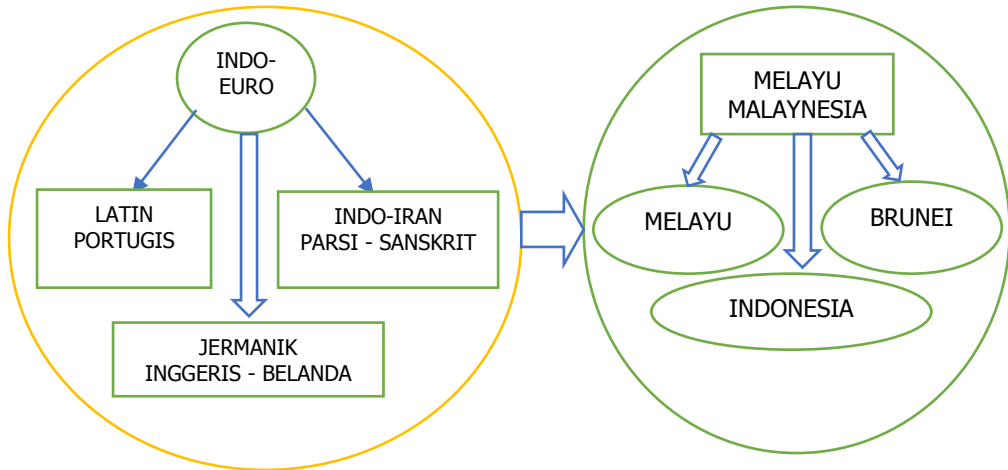 INDO-
EURO
LATIN
PORTUGIS
INDO-IRAN
PARSI - SANSKRIT
JERMANIK
INGGERIS - BELANDA
MELAYU
MALAYNESIA
MELAYU
BRUNEI
INDONESIA